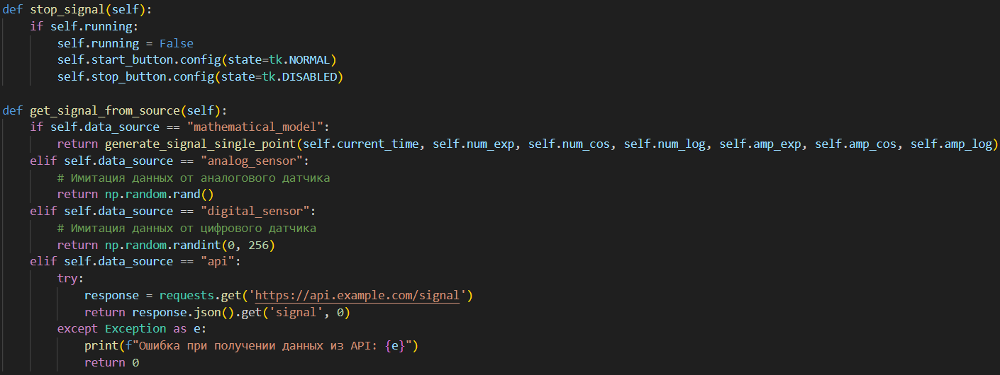 def stop_signal(self):
    if self.running:
        self.running = False
        self.start_button.config(state=tk.NORMAL)
        self.stop_button.config(state=tk.DISABLED)

def get_signal_from_source(self):
    if self.data_source == "mathematical_model":
        return generate_signal_single_point(self.current_time, self.num_exp, self.num_cos, self.num_log, self.amp_exp, self.amp_cos, self.amp_log)
    elif self.data_source == "analog_sensor":
        # Имитация данных от аналогового датчика
        return np.random.rand()
    elif self.data_source == "digital_sensor":
        # Имитация данных от цифрового датчика
        return np.random.randint(0, 256)
    elif self.data_source == "api":
        try:
            response = requests.get('https://api.example.com/signal')
            return response.json().get('signal', 0)
        except Exception as e:
            print(f"Ошибка при получении данных из API: {e}")
            return 0